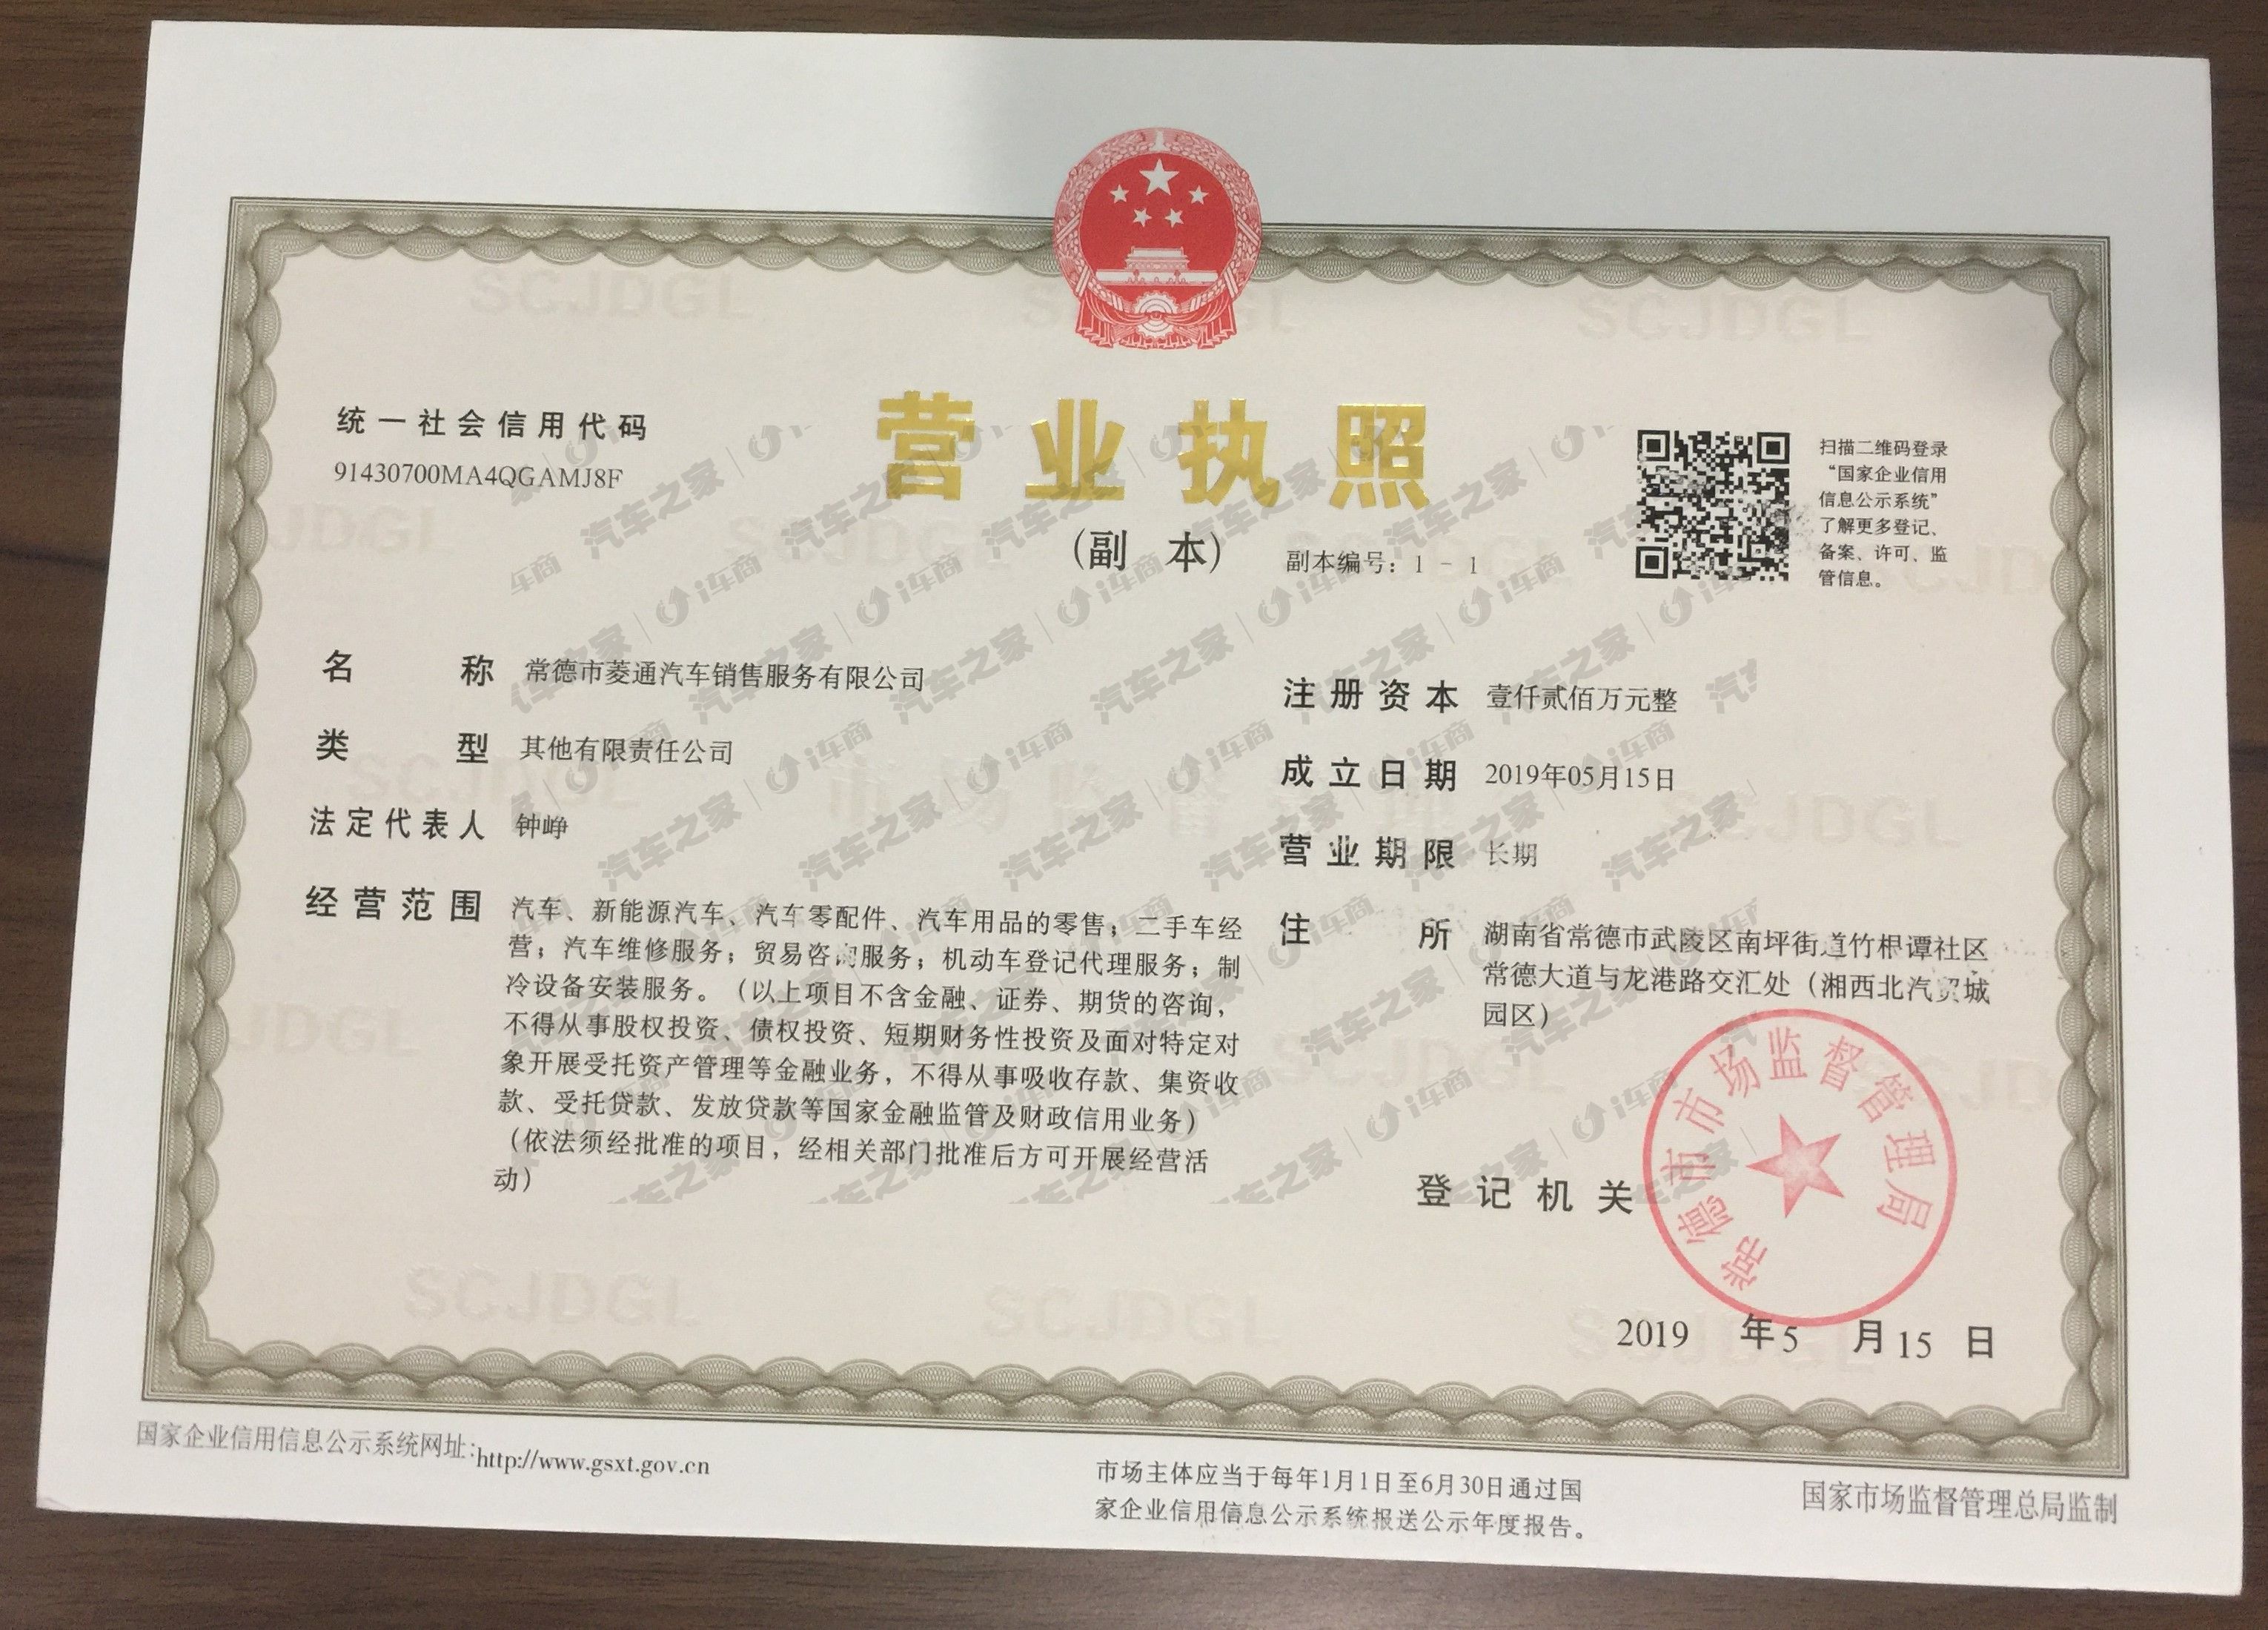 营业执照
(副 本)
副本编号：1 - 1
统一社会信用代码
91430700MA4QGAMJ8F
扫描二维码登录
“国家企业信用
信息公示系统”
了解更多登记、
备案、许可、监
管信息。
名 称 常德市菱通汽车销售服务有限公司
类 型 其他有限责任公司
法定代表人 钟峥
经营范围 汽车、新能源汽车、汽车零配件、汽车用品的零售；二手车经
营；汽车维修服务；贸易咨询服务；机动车登记代理服务；制
冷设备安装服务。（以上项目不含金融、证券、期货的咨询，
不得从事股权投资、债权投资、短期财务性投资及面对特定对
象开展受托资产管理等金融业务，不得从事吸收存款、集资收
款、受托贷款、发放贷款等国家金融监管及财政信用业务）
（依法须经批准的项目，经相关部门批准后方可开展经营活
动）
注册资本 壹仟贰佰万元整
成立日期 2019年05月15日
营业期限 长期
住 所 湖南省常德市武陵区南坪街道竹根谭社区
常德大道与龙港路交汇处（湘西北汽贸城
园区）
登记机关
常德市市场监督管理局
2019 年5 月15 日
国家企业信用信息公示系统网址：http://www.gsxt.gov.cn
市场主体应当于每年1月1日至6月30日通过国
家企业信用信息公示系统报送公示年度报告。
国家市场监督管理总局监制
SCJDGL
汽车之家 i车商